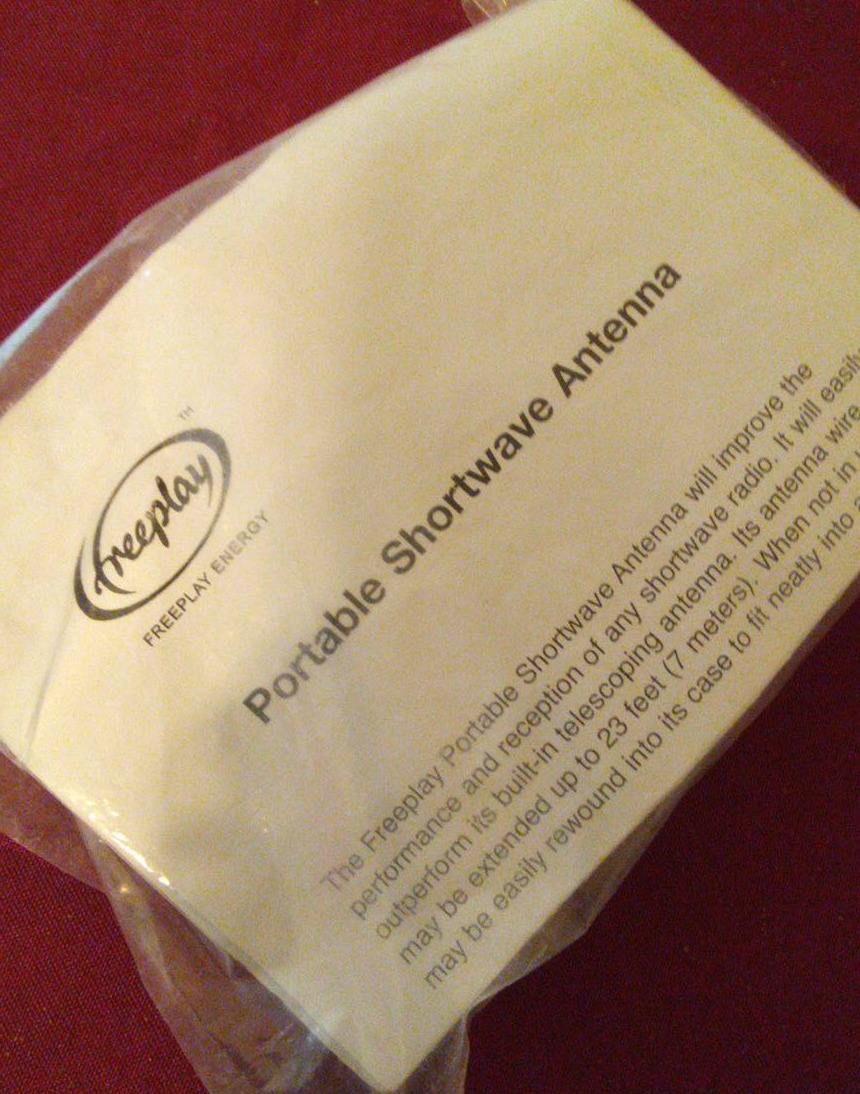 freeplay™
FREEPLAY ENERGY
Portable Shortwave Antenna
The Freeplay Portable Shortwave Antenna will improve the
performance and reception of any shortwave radio. It will easily
outperform its built-in telescoping antenna. Its antenna wire
may be extended up to 23 feet (7 meters). When not in
may be easily rewound into its case to fit neatly into